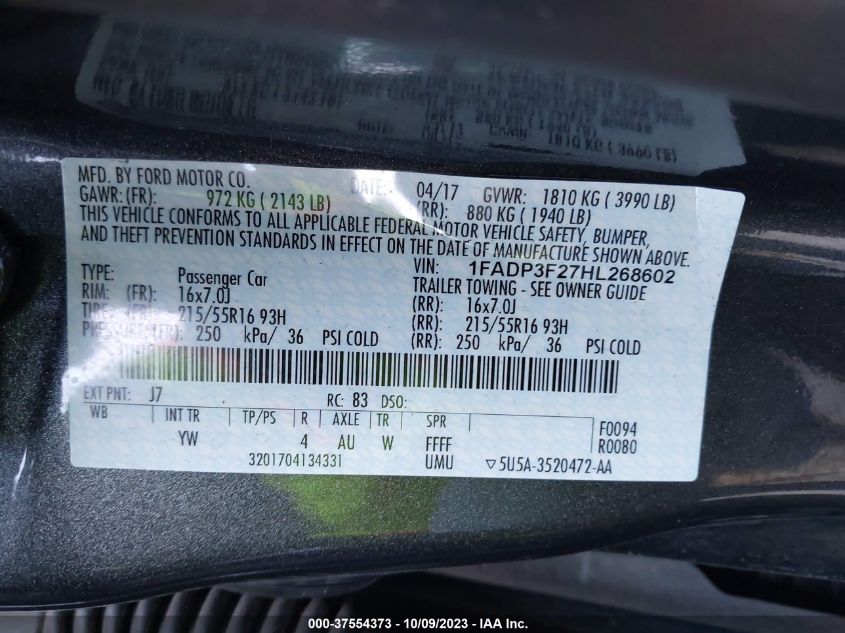 MFD. BY FORD MOTOR CO.
DATE: 04/17 GVWR: 1810 KG ( 3990 LB)
GAWR: (FR): 972 KG ( 2143 LB) (RR): 880 KG ( 1940 LB)
THIS VEHICLE CONFORMS TO ALL APPLICABLE FEDERAL MOTOR VEHICLE SAFETY, BUMPER,
AND THEFT PREVENTION STANDARDS IN EFFECT ON THE DATE OF MANUFACTURE SHOWN ABOVE.
VIN: 1FADP3F27HL268602
TYPE: Passenger Car TRAILER TOWING - SEE OWNER GUIDE
RIM: (FR): 16x7.0J (RR): 16x7.0J
TIRE: (FR): 215/55R16 93H (RR): 215/55R16 93H
PRESSURE: (FR): 250 kPa/ 36 PSI COLD (RR): 250 kPa/ 36 PSI COLD
EXT PNT: J7 RC: 83 DSO:
WB INT TR TP/PS R AXLE TR SPR F0094
YW 4 AU W FFFF R0080
3201704134331 UMU ▽5U5A-3520472-AA
000-37554373 - 10/09/2023 - IAA Inc.